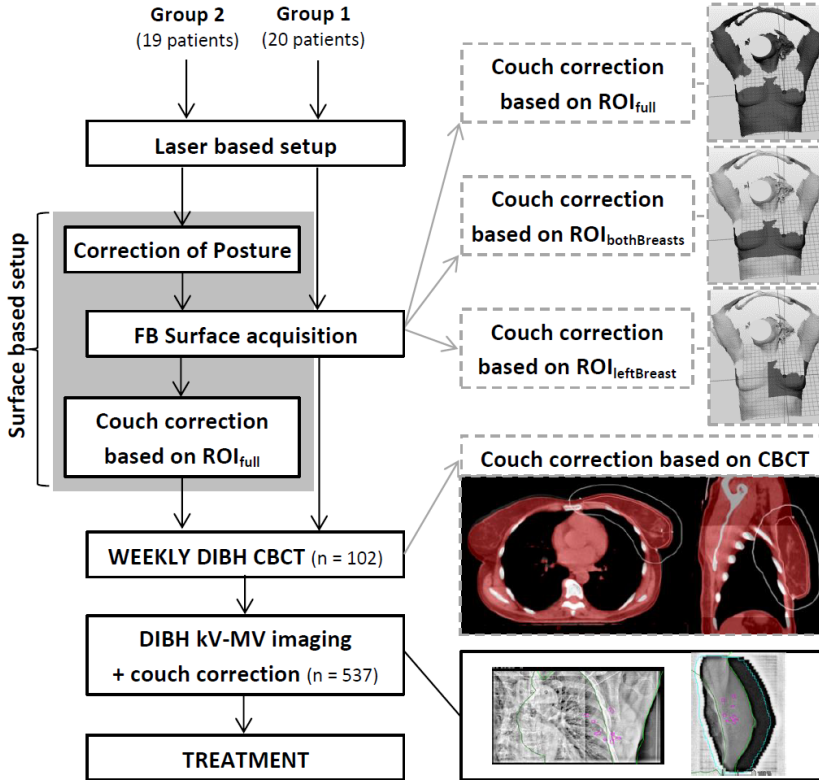 Group 2
(19 patients)
Group 1
(20 patients)
Laser based setup
Surface based setup
Correction of Posture
FB Surface acquisition
Couch correction
based on ROIfull
WEEKLY DIBH CBCT (n = 102)
DIBH kV-MV imaging
+ couch correction (n = 537)
TREATMENT
Couch correction
based on ROIfull
Couch correction
based on ROIbothBreasts
Couch correction
based on ROIleftBreast
Couch correction based on CBCT